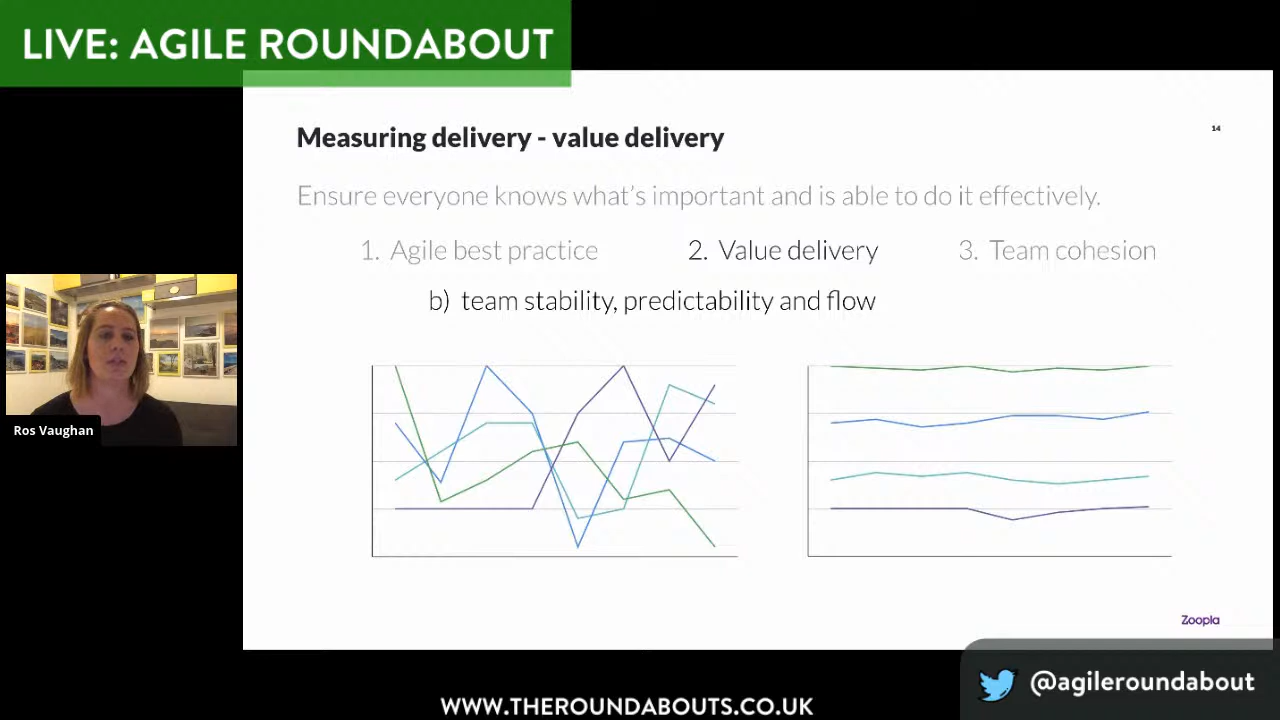 LIVE: AGILE ROUNDABOUT
Measuring delivery - value delivery
14
Ensure everyone knows what's important and is able to do it effectively.
1. Agile best practice
2. Value delivery
3. Team cohesion
b) team stability, predictability and flow
Ros Vaughan
Zoopla
@agileroundabout
WWW.THEROUNDABOUTS.CO.UK